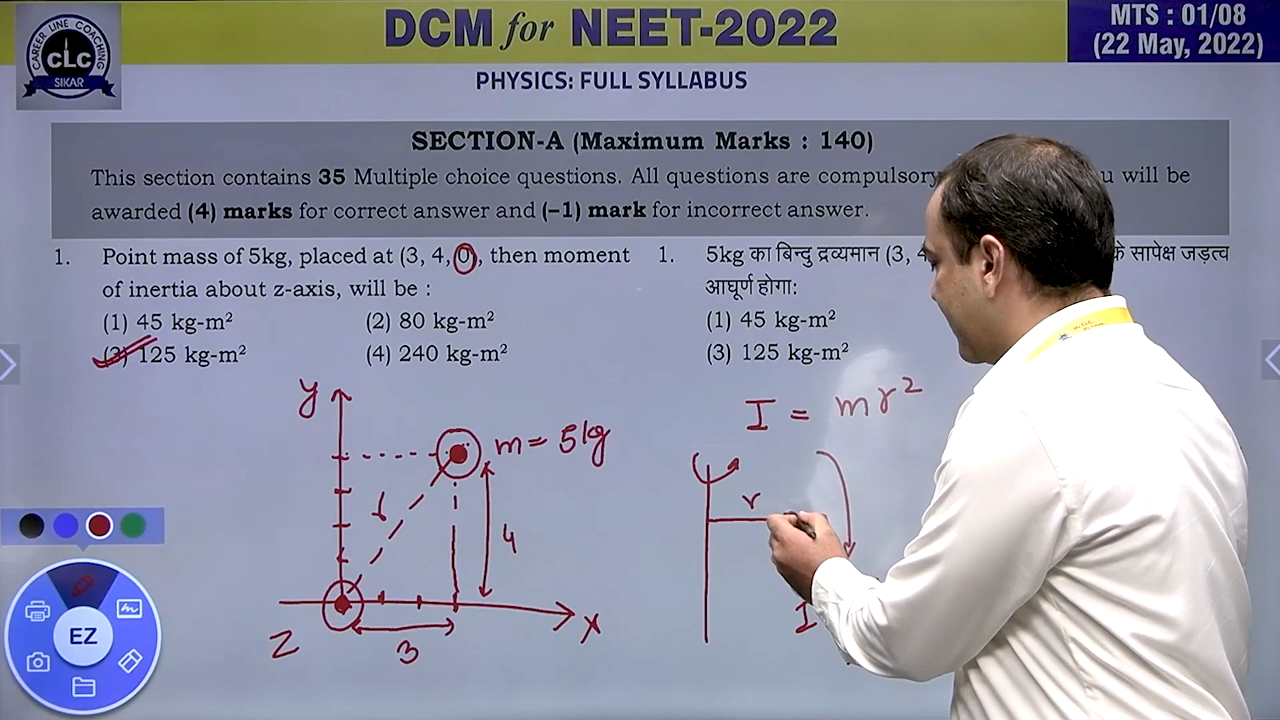 CAREER LINE COACHING
CLC
SIKAR
DCM for NEET-2022
MTS : 01/08
(22 May, 2022)
PHYSICS: FULL SYLLABUS
SECTION-A (Maximum Marks : 140)
This section contains 35 Multiple choice questions. All questions are compulsory u will be
awarded (4) marks for correct answer and (–1) mark for incorrect answer.
1. Point mass of 5kg, placed at (3, 4, 0), then moment
of inertia about z-axis, will be :
(1) 45 kg-m²
(2) 80 kg-m²
(3) 125 kg-m²
(4) 240 kg-m²
1. 5kg का बिन्दु द्रव्यमान (3, 4 के सापेक्ष जड़त्व
आघूर्ण होगा:
(1) 45 kg-m²
(3) 125 kg-m²
I = mr²
y
m = 5kg
r
4
r
I
x
Z
3
EZ